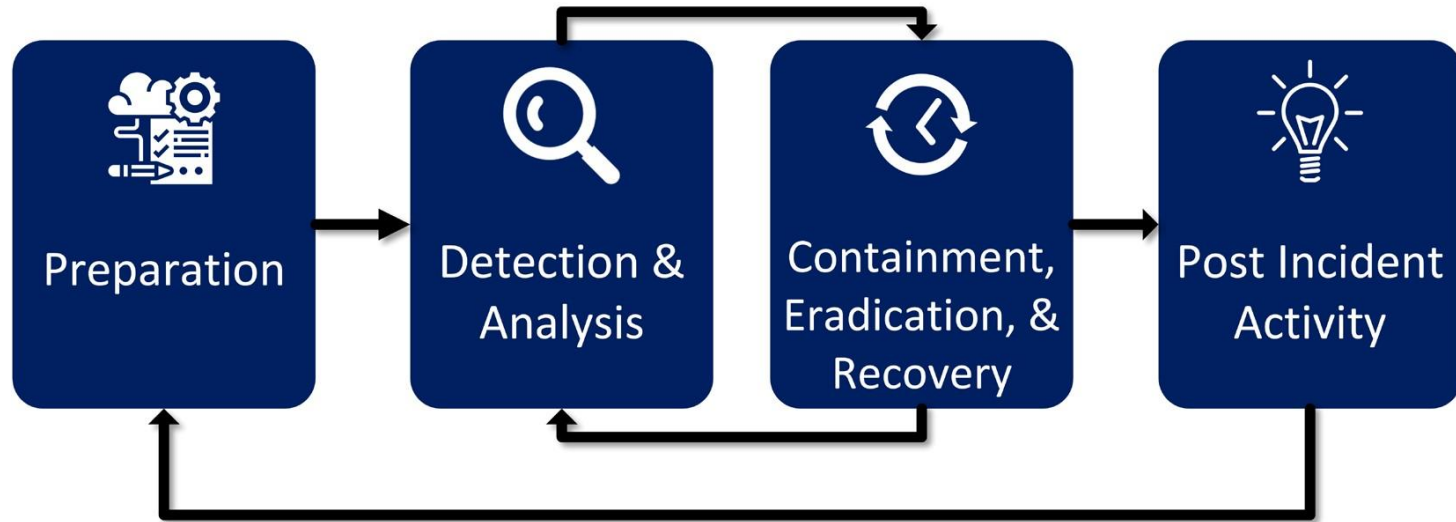 Preparation
Detection &
Analysis
Containment,
Eradication, &
Recovery
Post Incident
Activity